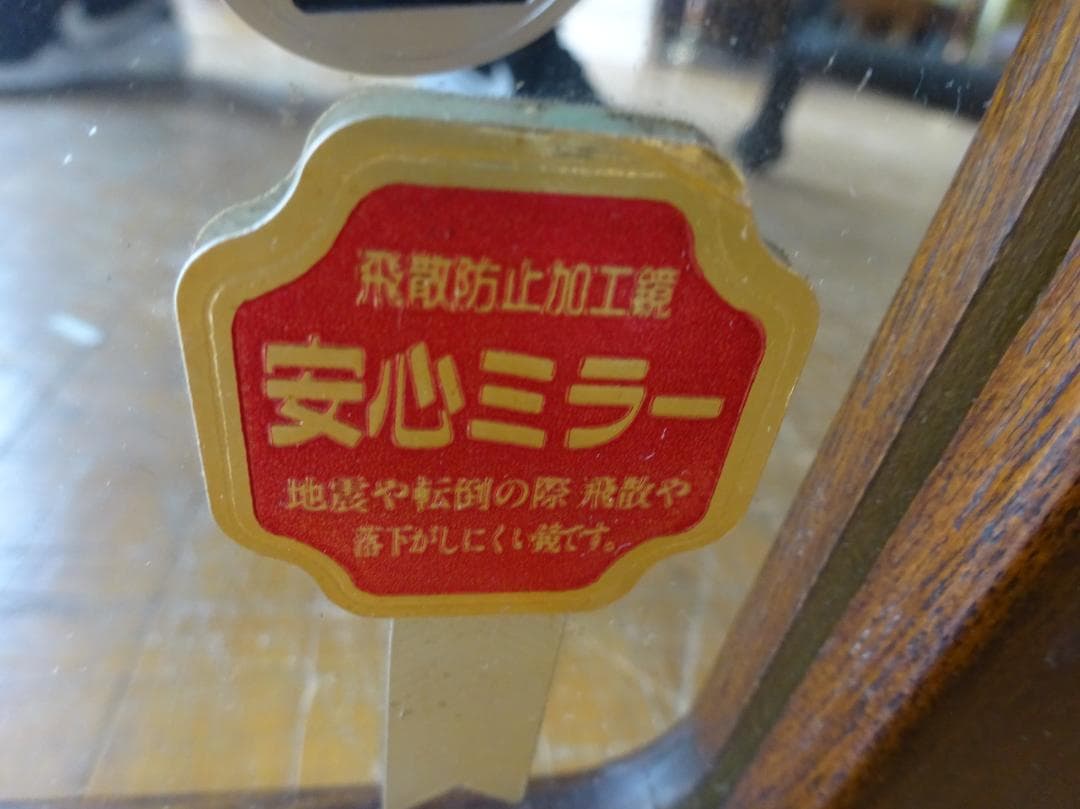 飛散防止加工鏡
安心ミラー
地震や転倒の際 飛散や
落下がしにくい鏡です。